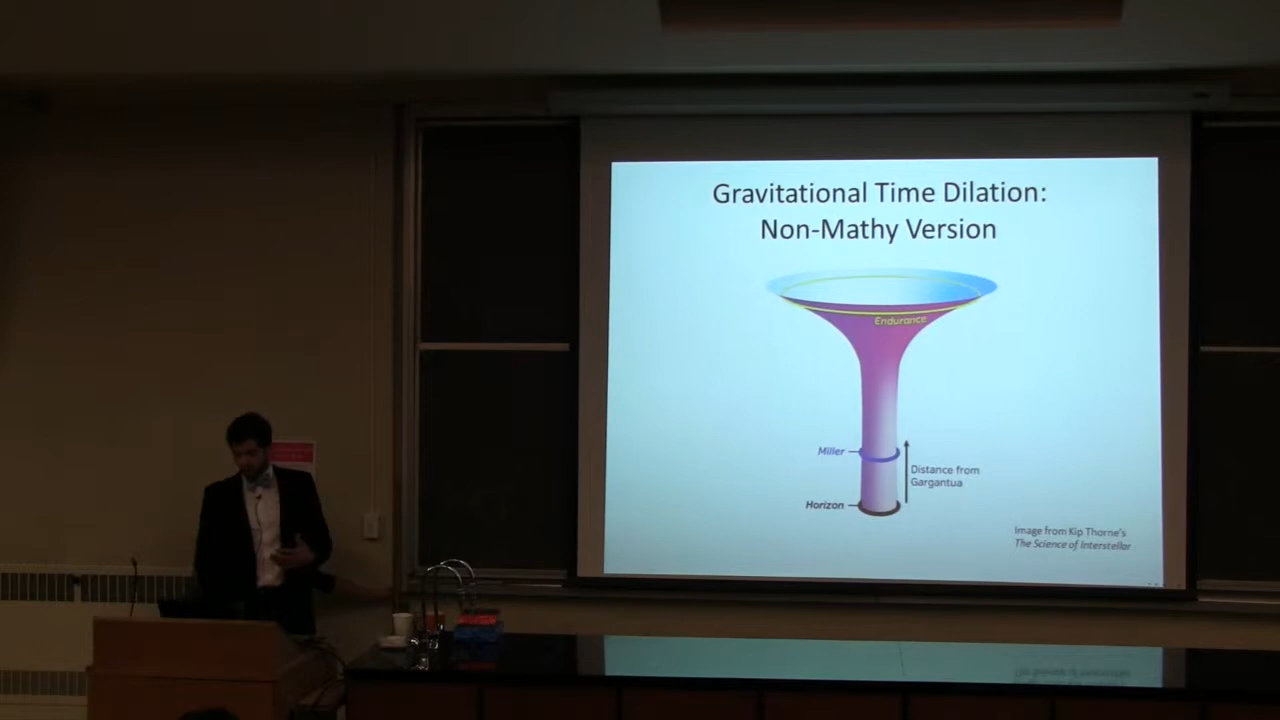 Gravitational Time Dilation:
Non-Mathy Version
Endurance
Miller
Distance from
Gargantua
Horizon
Image from Kip Thorne's
The Science of Interstellar